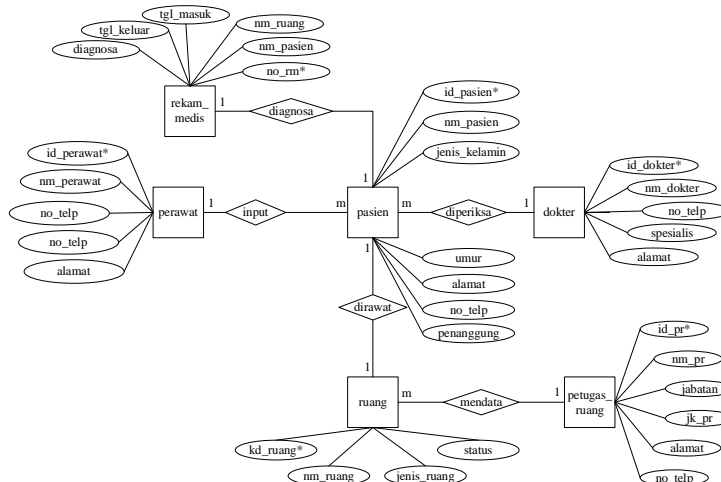 tgl_masuk
nm_ruang
tgl_keluar
nm_pasien
diagnosa
no_rm*
rekam_
medis
1
diagnosa
id_pasien*
nm_pasien
jenis_kelamin
1
id_perawat*
nm_perawat
no_telp
no_telp
alamat
perawat
1
input
m
pasien
m
diperiksa
1
dokter
id_dokter*
nm_dokter
no_telp
spesialis
alamat
1
umur
alamat
no_telp
penanggung
dirawat
1
ruang
m
mendata
1
petugas_
ruang
id_pr*
nm_pr
jabatan
jk_pr
alamat
no_telp
kd_ruang*
nm_ruang
jenis_ruang
status